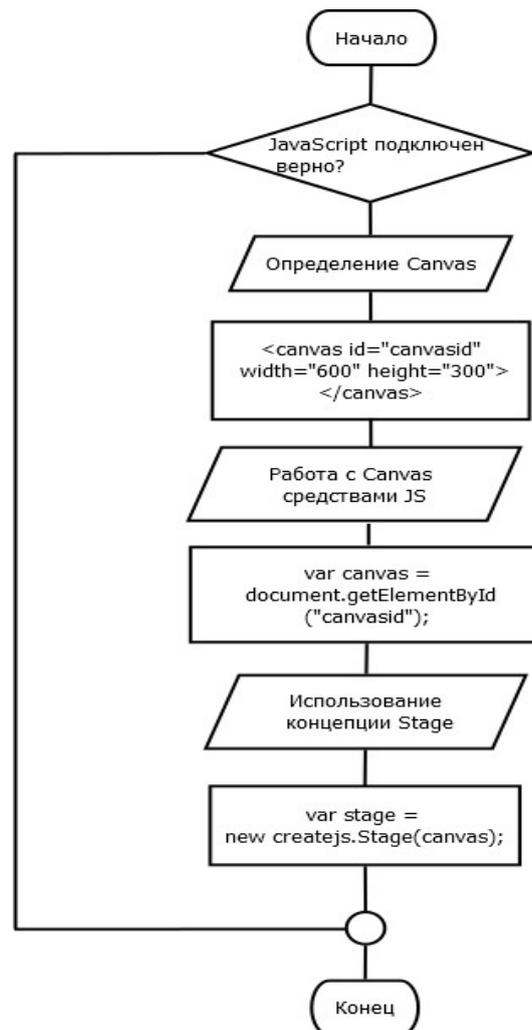 Начало
JavaScript подключен
верно?
Определение Canvas
<canvas id="canvasid"
width="600" height="300">
</canvas>
Работа с Canvas
средствами JS
var canvas =
document.getElementById
("canvasid");
Использование
концепции Stage
var stage =
new createjs.Stage(canvas);
Конец